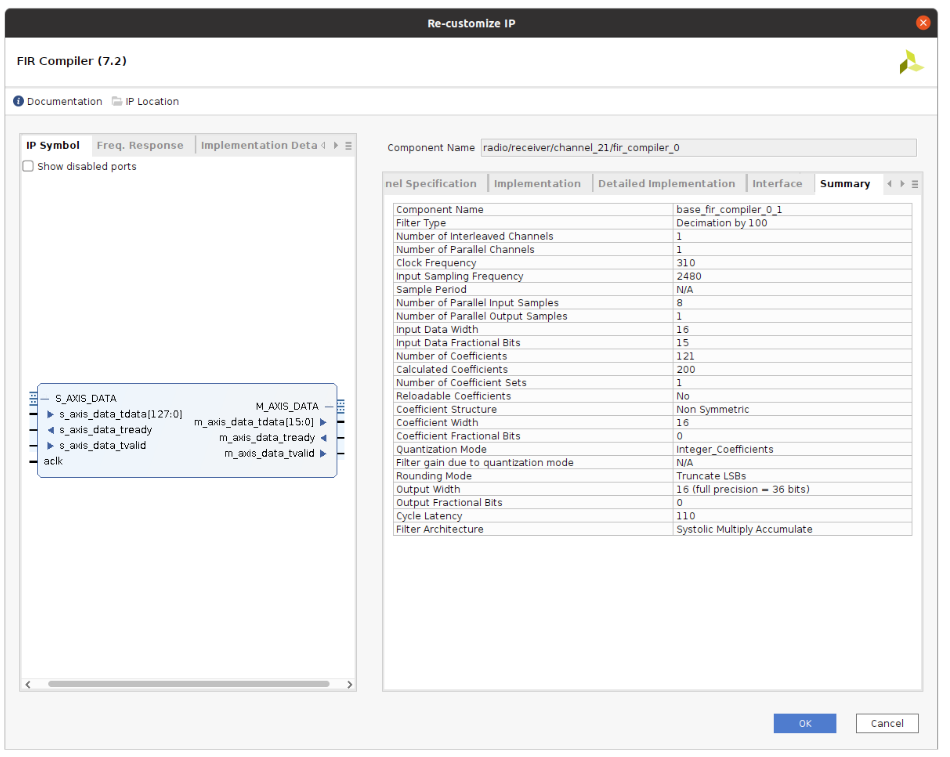 Re-customize IP
FIR Compiler (7.2)
Documentation IP Location
IP Symbol Freq. Response Implementation Deta
Show disabled ports
S_AXIS_DATA
s_axis_data_tdata[127:0]
s_axis_data_tready
s_axis_data_tvalid
aclk
M_AXIS_DATA
m_axis_data_tdata[15:0]
m_axis_data_tready
m_axis_data_tvalid
Component Name radio/receiver/channel_21/fir_compiler_0
nel Specification Implementation Detailed Implementation Interface Summary
Component Name base_fir_compiler_0_1
Filter Type Decimation by 100
Number of Interleaved Channels 1
Number of Parallel Channels 1
Clock Frequency 310
Input Sampling Frequency 2480
Sample Period N/A
Number of Parallel Input Samples 8
Number of Parallel Output Samples 1
Input Data Width 16
Input Data Fractional Bits 15
Number of Coefficients 121
Calculated Coefficients 200
Number of Coefficient Sets 1
Reloadable Coefficients No
Coefficient Structure Non Symmetric
Coefficient Width 16
Coefficient Fractional Bits 0
Quantization Mode Integer_Coefficients
Filter gain due to quantization mode N/A
Rounding Mode Truncate LSBs
Output Width 16 (full precision = 36 bits)
Output Fractional Bits 0
Cycle Latency 110
Filter Architecture Systolic Multiply Accumulate
OK Cancel